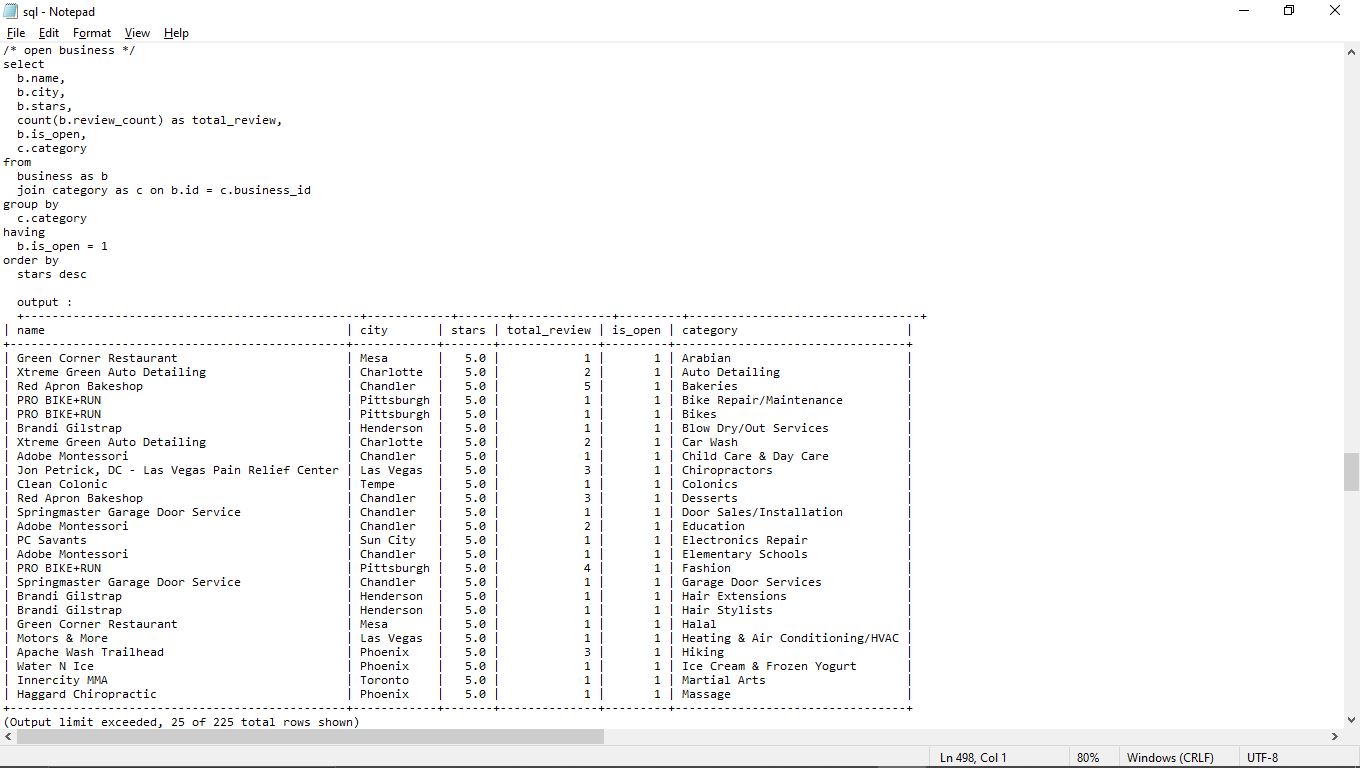 sql - Notepad
File Edit Format View Help
/* open business */
select
  b.name,
  b.city,
  b.stars,
  count(b.review_count) as total_review,
  b.is_open,
  c.category
from
  business as b
  join category as c on b.id = c.business_id
group by
  c.category
having
  b.is_open = 1
order by
  stars desc
  output :
  +------------------------------------------------+------------+-------+--------------+---------+---------------------------------+
| name | city | stars | total_review | is_open | category |
+------------------------------------------------+------------+-------+--------------+---------+---------------------------------+
| Green Corner Restaurant | Mesa | 5.0 | 1 | 1 | Arabian |
| Xtreme Green Auto Detailing | Charlotte | 5.0 | 2 | 1 | Auto Detailing |
| Red Apron Bakeshop | Chandler | 5.0 | 5 | 1 | Bakeries |
| PRO BIKE+RUN | Pittsburgh | 5.0 | 1 | 1 | Bike Repair/Maintenance |
| PRO BIKE+RUN | Pittsburgh | 5.0 | 1 | 1 | Bikes |
| Brandi Gilstrap | Henderson | 5.0 | 1 | 1 | Blow Dry/Out Services |
| Xtreme Green Auto Detailing | Charlotte | 5.0 | 2 | 1 | Car Wash |
| Adobe Montessori | Chandler | 5.0 | 1 | 1 | Child Care & Day Care |
| Jon Petrick, DC - Las Vegas Pain Relief Center | Las Vegas | 5.0 | 3 | 1 | Chiropractors |
| Clean Colonic | Tempe | 5.0 | 1 | 1 | Colonics |
| Red Apron Bakeshop | Chandler | 5.0 | 3 | 1 | Desserts |
| Springmaster Garage Door Service | Chandler | 5.0 | 1 | 1 | Door Sales/Installation |
| Adobe Montessori | Chandler | 5.0 | 2 | 1 | Education |
| PC Savants | Sun City | 5.0 | 1 | 1 | Electronics Repair |
| Adobe Montessori | Chandler | 5.0 | 1 | 1 | Elementary Schools |
| PRO BIKE+RUN | Pittsburgh | 5.0 | 4 | 1 | Fashion |
| Springmaster Garage Door Service | Chandler | 5.0 | 1 | 1 | Garage Door Services |
| Brandi Gilstrap | Henderson | 5.0 | 1 | 1 | Hair Extensions |
| Brandi Gilstrap | Henderson | 5.0 | 1 | 1 | Hair Stylists |
| Green Corner Restaurant | Mesa | 5.0 | 1 | 1 | Halal |
| Motors & More | Las Vegas | 5.0 | 1 | 1 | Heating & Air Conditioning/HVAC |
| Apache Wash Trailhead | Phoenix | 5.0 | 3 | 1 | Hiking |
| Water N Ice | Phoenix | 5.0 | 1 | 1 | Ice Cream & Frozen Yogurt |
| Innercity MMA | Toronto | 5.0 | 1 | 1 | Martial Arts |
| Haggard Chiropractic | Phoenix | 5.0 | 1 | 1 | Massage |
+------------------------------------------------+------------+-------+--------------+---------+---------------------------------+
(Output limit exceeded, 25 of 225 total rows shown)
Ln 498, Col 1 80% Windows (CRLF) UTF-8